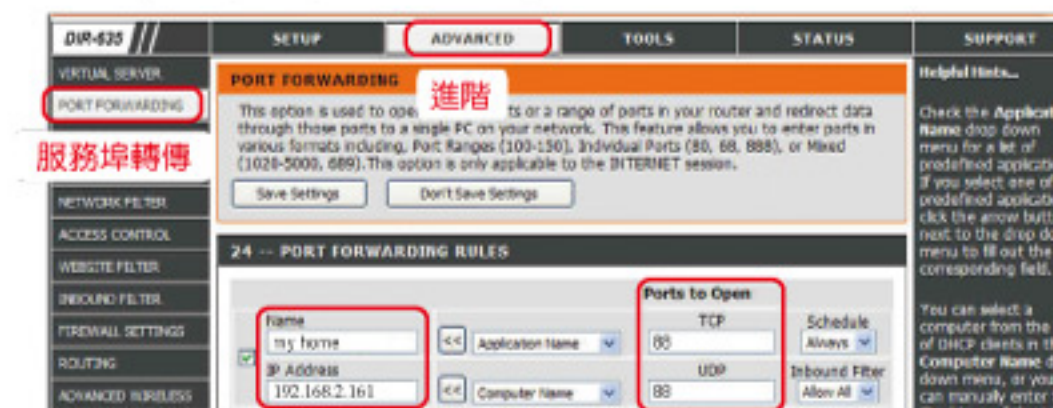 DIR-635
SETUP
ADVANCED
TOOLS
STATUS
SUPPORT
VIRTUAL SERVER
PORT FORWARDING
服務埠轉傳
NETWORK FILTER
ACCESS CONTROL
WEBSITE FILTER
INBOUND FILTER
FIREWALL SETTINGS
ROUTING
ADVANCED WIRELESS
PORT FORWARDING
進階
This option is used to ope ts or a range of ports in your router and redirect data
through those ports to a single PC on your network. This feature allows you to enter ports in
various formats including, Port Ranges (100-150), Individual Ports (80, 68, 888), or Mixed
(1020-5000, 689). This option is only applicable to the INTERNET session.
Save Settings
Don't Save Settings
24 -- PORT FORWARDING RULES
Ports to Open
Name
TCP
Schedule
my home
<<
Application Name
88
Always
IP Address
UDP
Inbound Filter
192.168.2.161
<<
Computer Name
88
Allow All
Helpful Hints...
Check the Applicat
Name drop down
menu for a list of
predefined applicatio
If you select one of
predefined applicatio
click the arrow butt
next to the drop do
menu to fill out the
corresponding field.
You can select a
computer from the
of DHCP clients in th
Computer Name d
down menu, or you
can manually enter